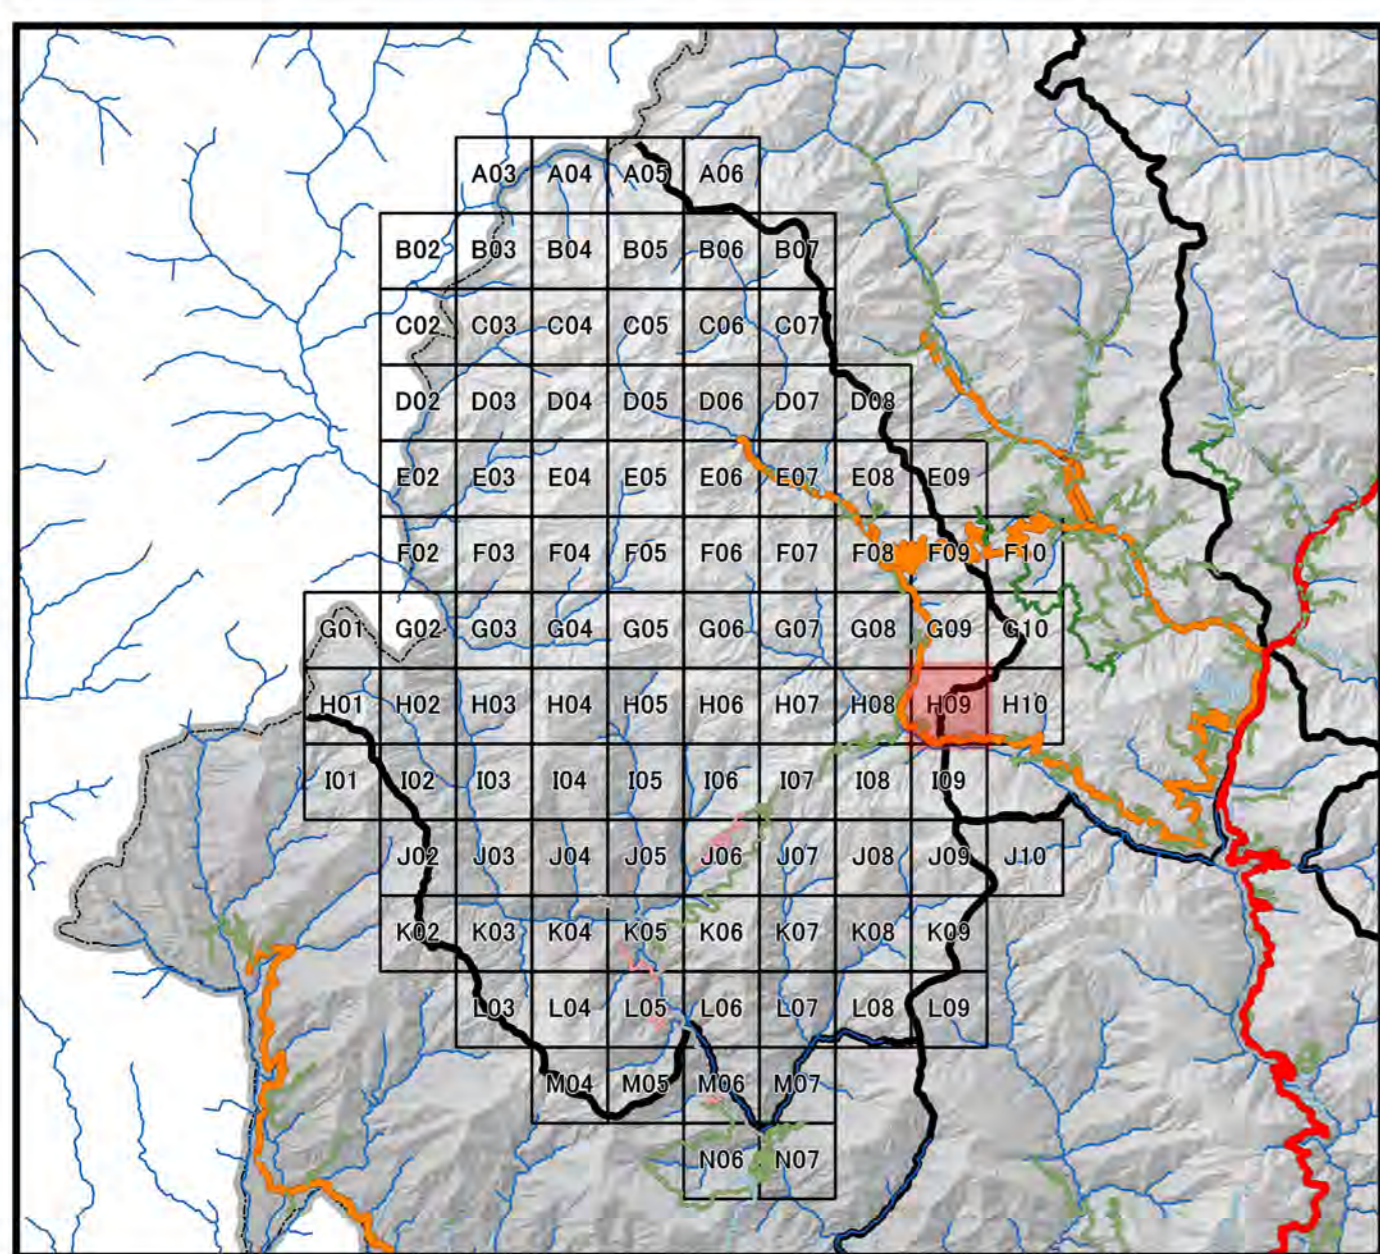 A03 A04 A05 A06
B02 B03 B04 B05 B06 B07
C02 C03 C04 C05 C06 C07
D02 D03 D04 D05 D06 D07 D08
E02 E03 E04 E05 E06 E07 E08 E09
F02 F03 F04 F05 F06 F07 F08 F09 F10
G01 G02 G03 G04 G05 G06 G07 G08 G09 G10
H01 H02 H03 H04 H05 H06 H07 H08 H09 H10
I01 I02 I03 I04 I05 I06 I07 I08 I09
J02 J03 J04 J05 J06 J07 J08 J09 J10
K02 K03 K04 K05 K06 K07 K08 K09
L03 L04 L05 L06 L07 L08 L09
M04 M05 M06 M07
N06 N07